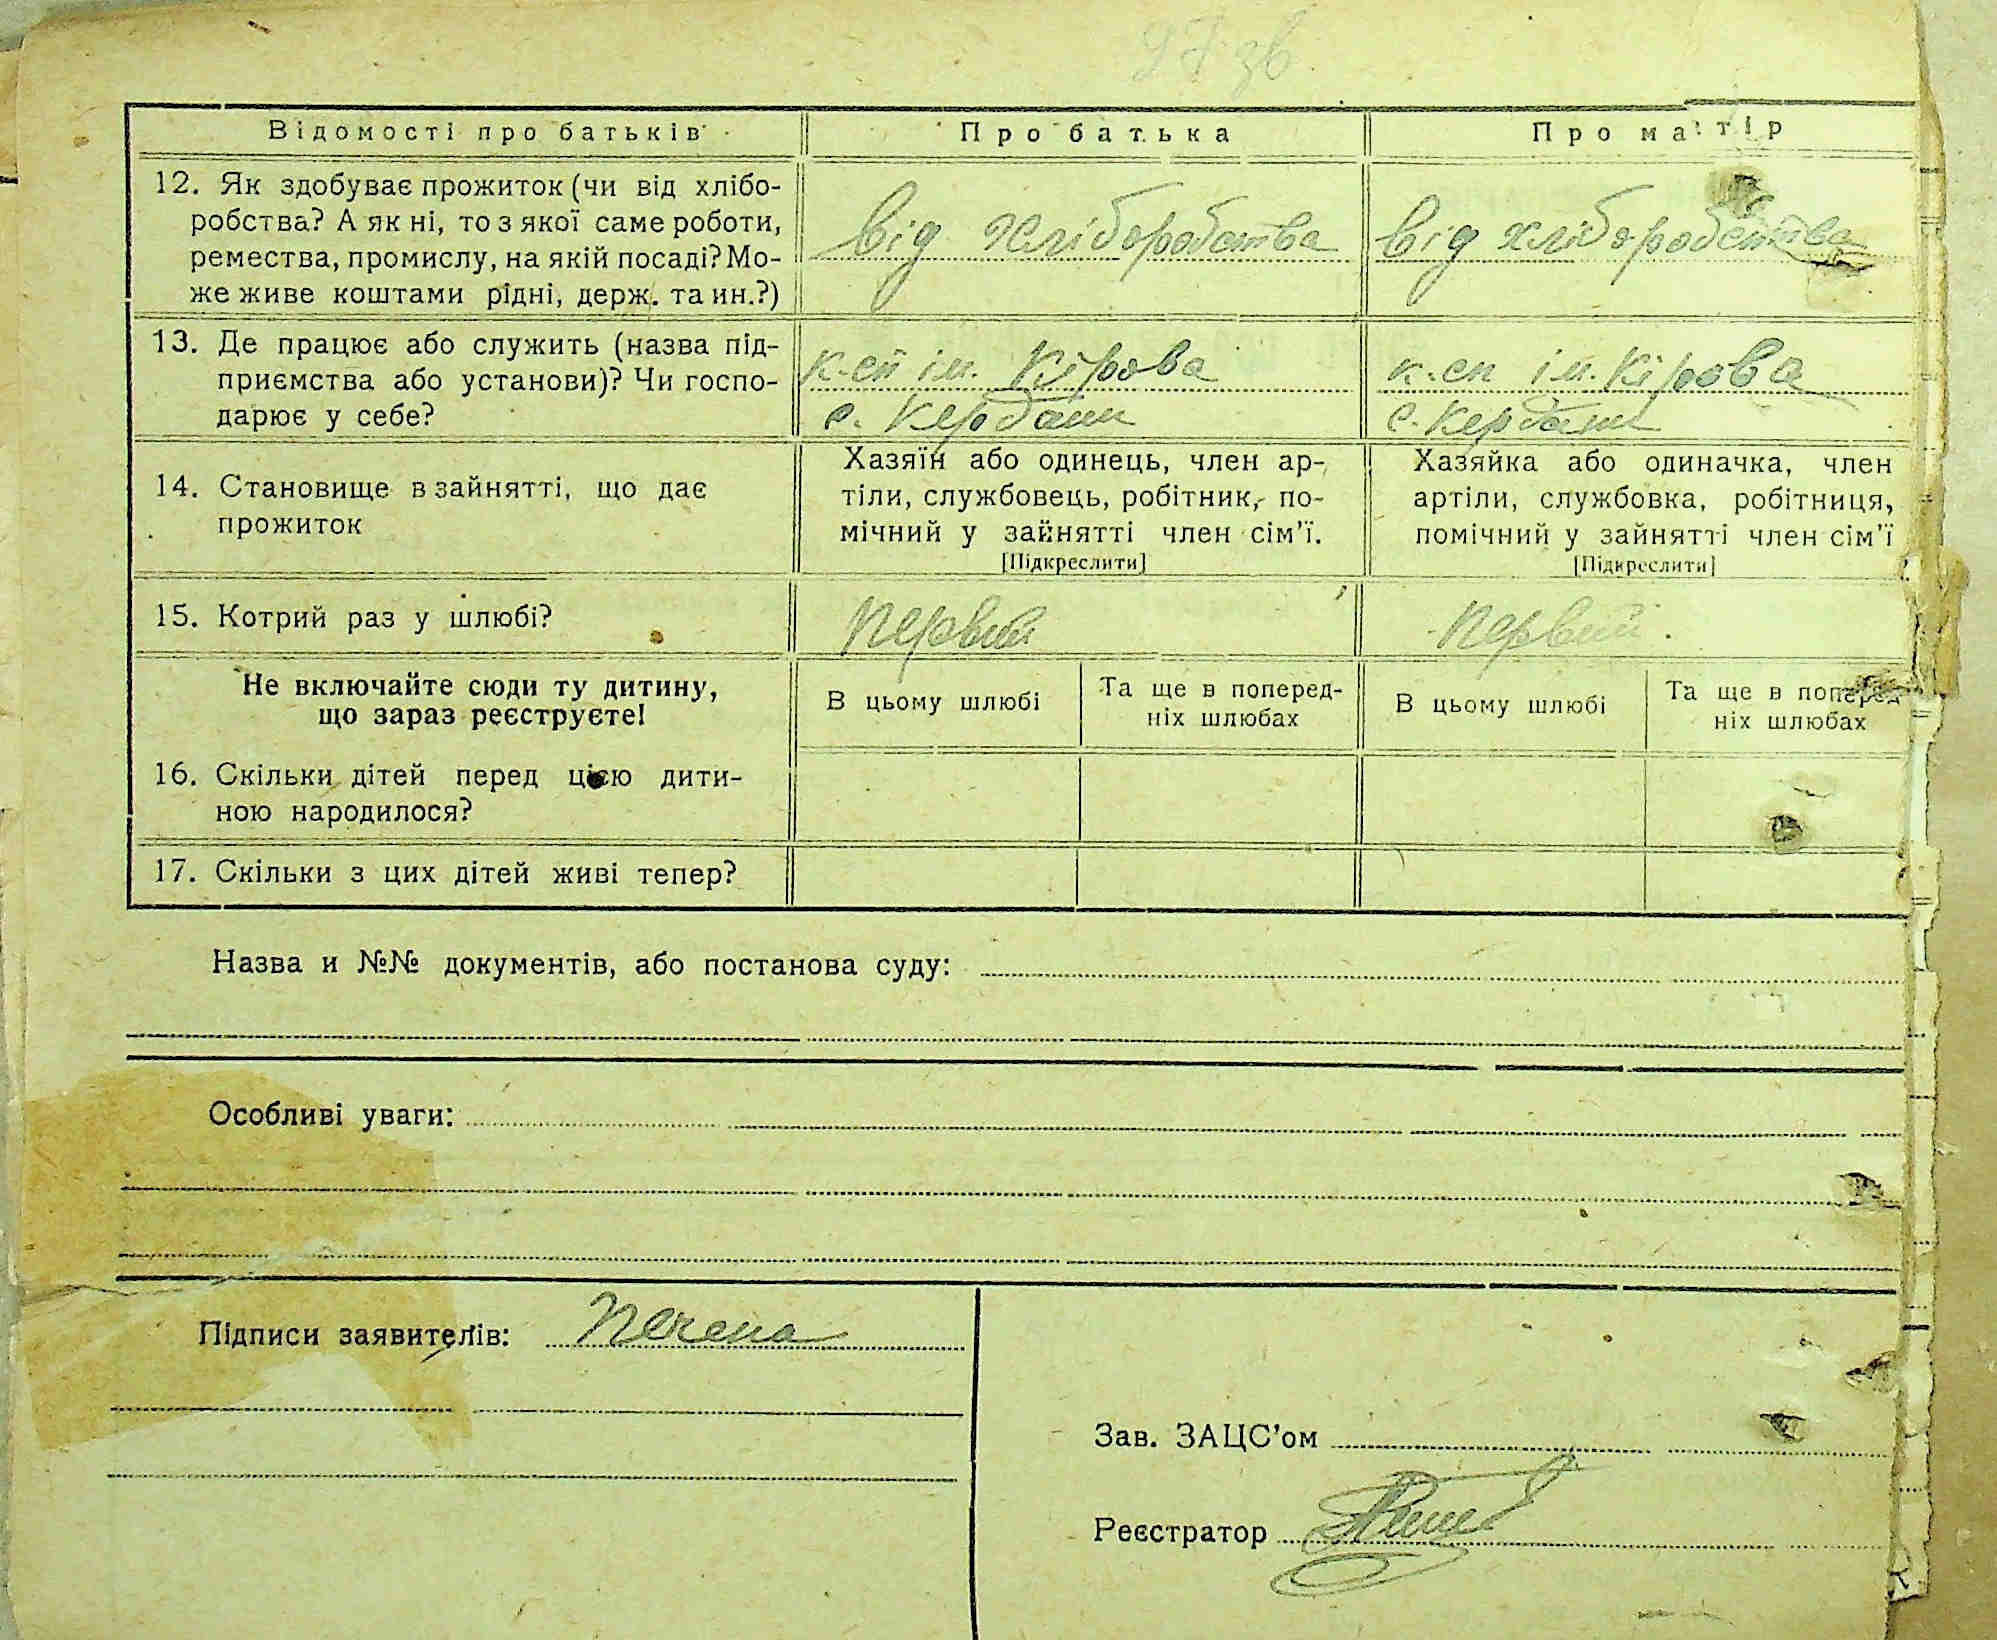 97 зв
Відомості про батьків
Про батька
Про матір
12. Як здобуває прожиток (чи від хлібо-
робства? А як ні, то з якої саме роботи,
ремества, промислу, на якій посаді? Мо-
же живе коштами рідні, держ. та ин.?)
від хліборобства
від хліборобства
13. Де працює або служить (назва під-
приємства або установи)? Чи госпо-
дарює у себе?
к-сп ім. Кірова
с. Кердани
к-сп ім. Кірова
с. Кердани
14. Становище в зайнятті, що дає
прожиток
Хазяїн або одинець, член ар-
тіли, службовець, робітник, по-
мічний у зайнятті член сім'ї.
[Підкреслити]
Хазяйка або одиначка, член
артіли, службовка, робітниця,
помічний у зайнятті член сім'ї
[Підкреслити]
15. Котрий раз у шлюбі?
первий
первий
Не включайте сюди ту дитину,
що зараз реєструєте!
В цьому шлюбі
Та ще в поперед-
ніх шлюбах
В цьому шлюбі
Та ще в поперед-
ніх шлюбах
16. Скільки дітей перед цією дити-
ною народилося?
17. Скільки з цих дітей живі тепер?
Назва и №№ документів, або постанова суду:
Особливі уваги:
Підписи заявителів:
Зав. ЗАЦС'ом
Реєстратор